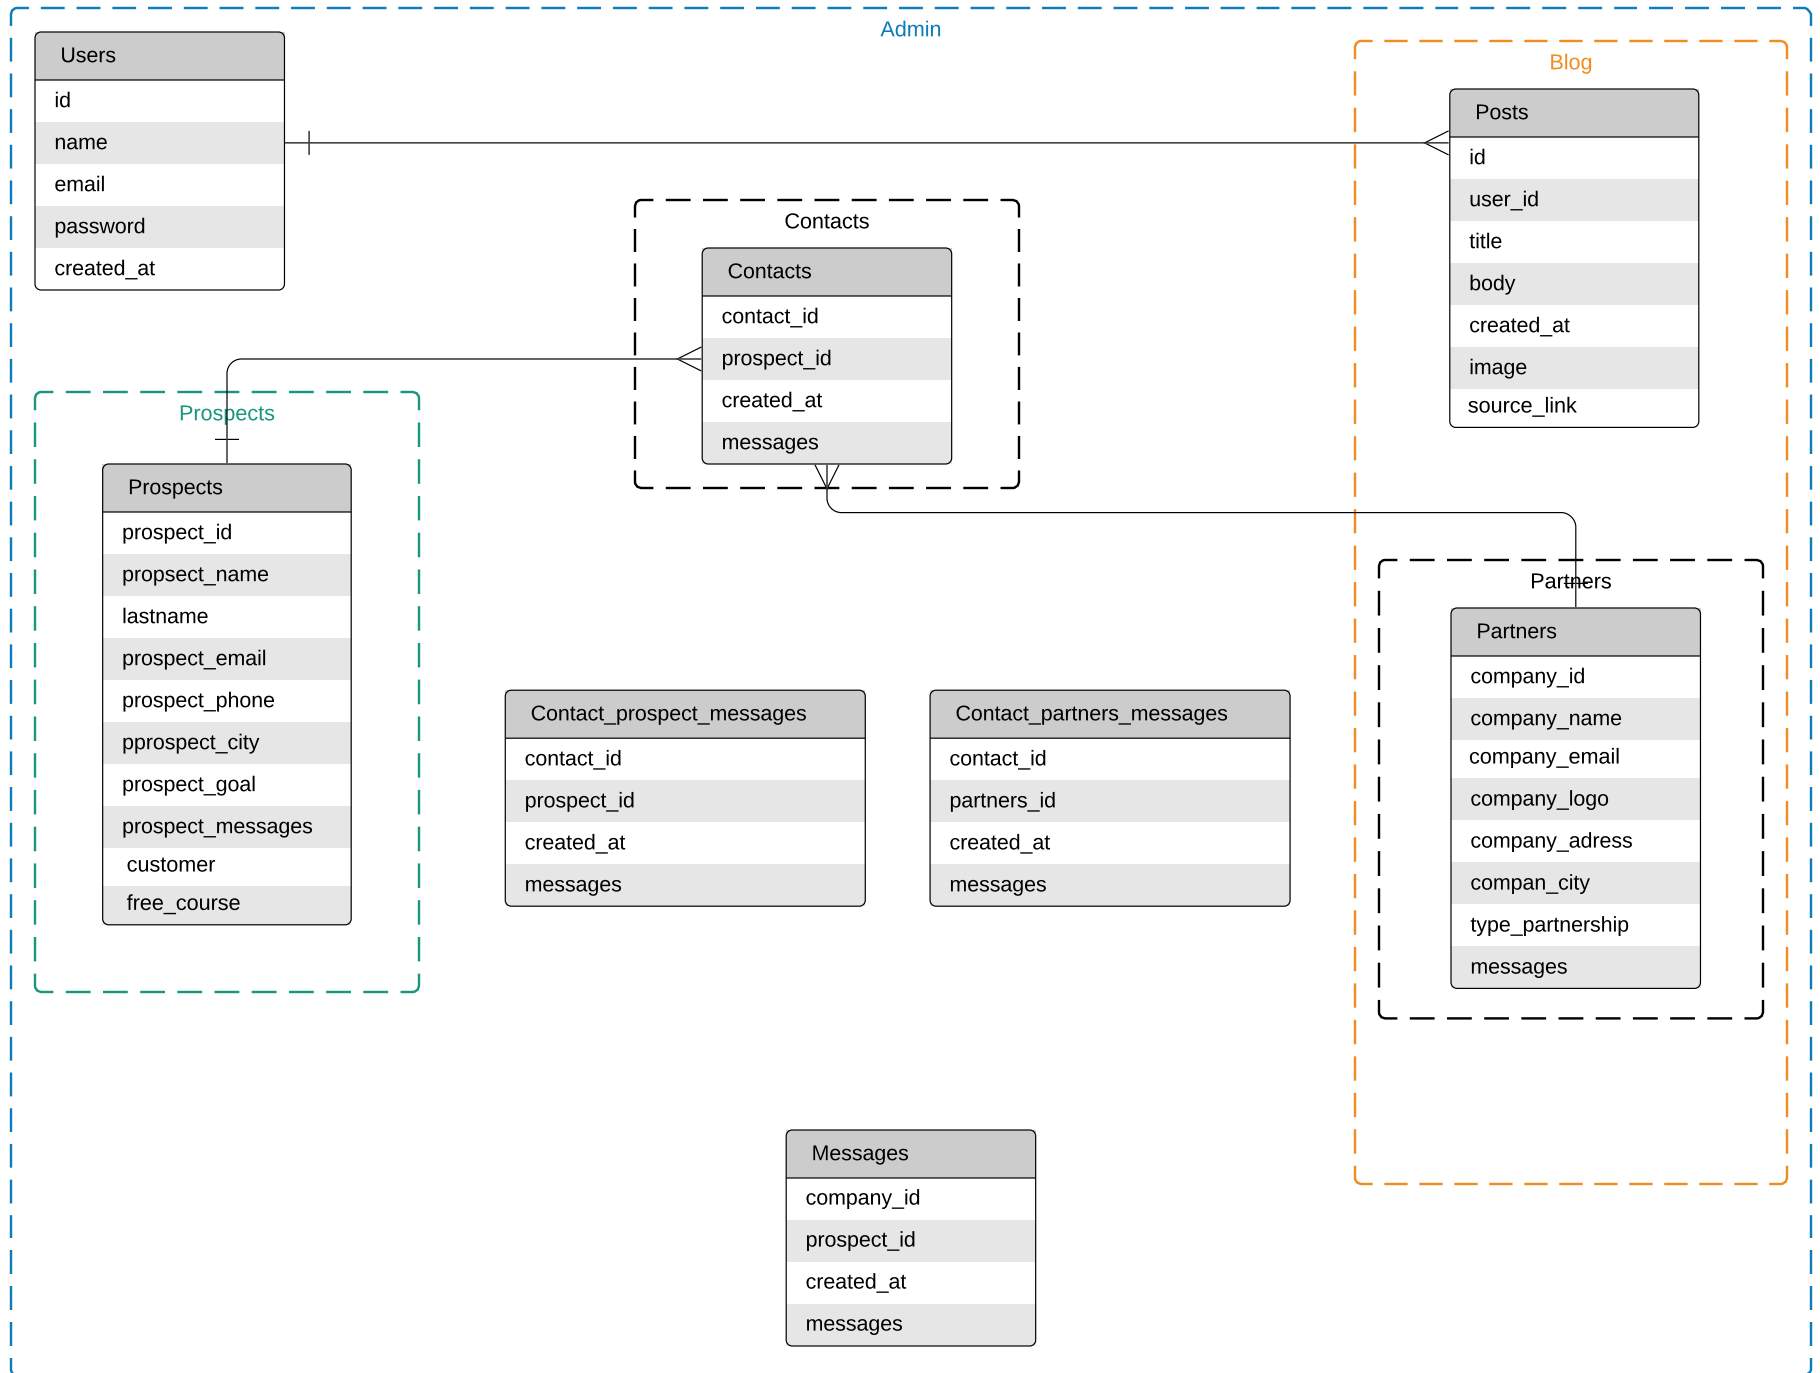 Admin
Users
id
name
email
password
created_at
Blog
Posts
id
user_id
title
body
created_at
image
source_link
Contacts
Contacts
contact_id
prospect_id
created_at
messages
Prospects
Prospects
prospect_id
propsect_name
lastname
prospect_email
prospect_phone
pprospect_city
prospect_goal
prospect_messages
customer
free_course
Contact_prospect_messages
contact_id
prospect_id
created_at
messages
Contact_partners_messages
contact_id
partners_id
created_at
messages
Partners
Partners
company_id
company_name
company_email
company_logo
company_adress
compan_city
type_partnership
messages
Messages
company_id
prospect_id
created_at
messages